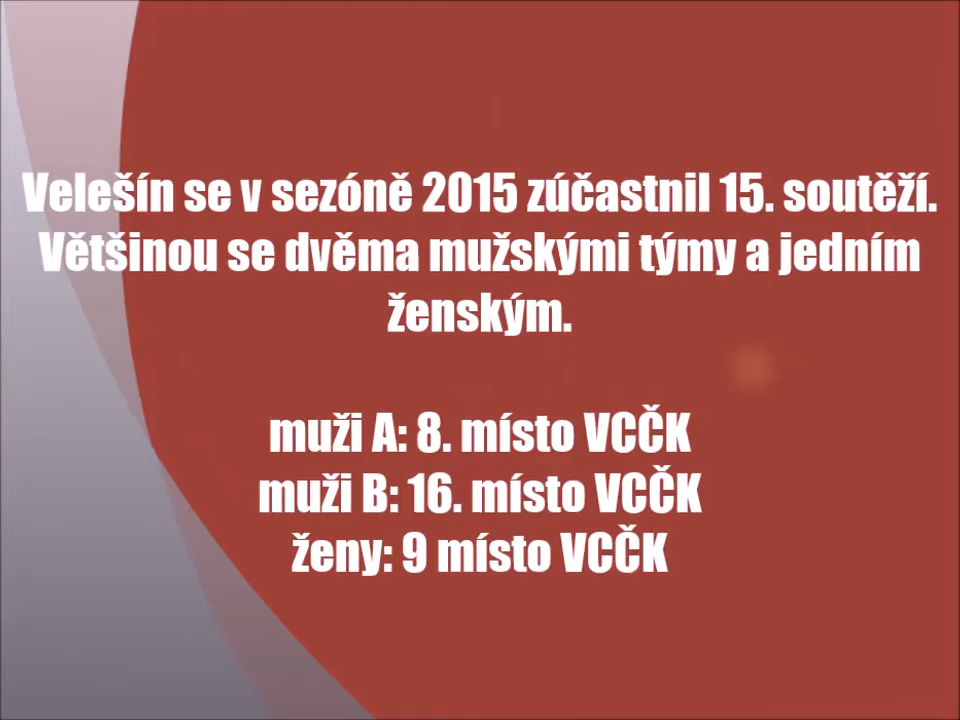 Velešín se v sezóně 2015 zúčastnil 15. soutěží.
Většinou se dvěma mužskými týmy a jedním
ženským.
muži A: 8. místo VCČK
muži B: 16. místo VCČK
ženy: 9 místo VCČK